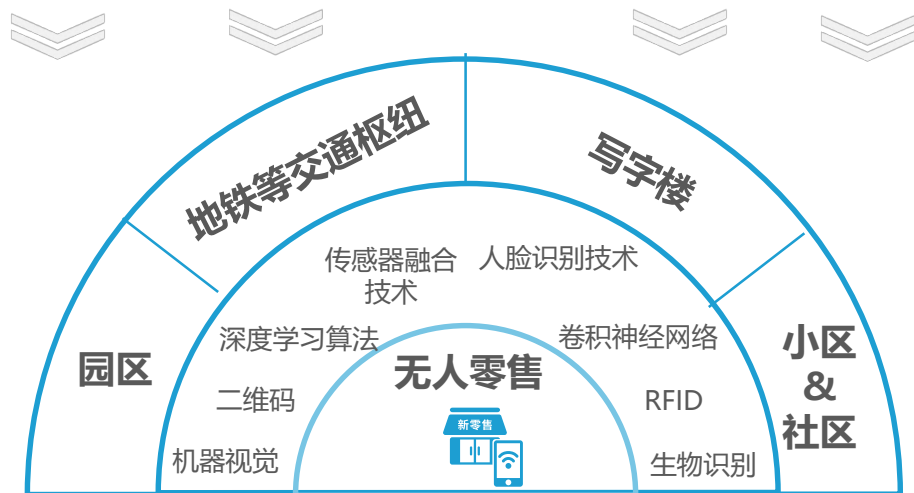 地铁等交通枢纽
写字楼
传感器融合
技术
人脸识别技术
深度学习算法
卷积神经网络
园区
无人零售
小区
&
社区
二维码
RFID
新零售
机器视觉
生物识别